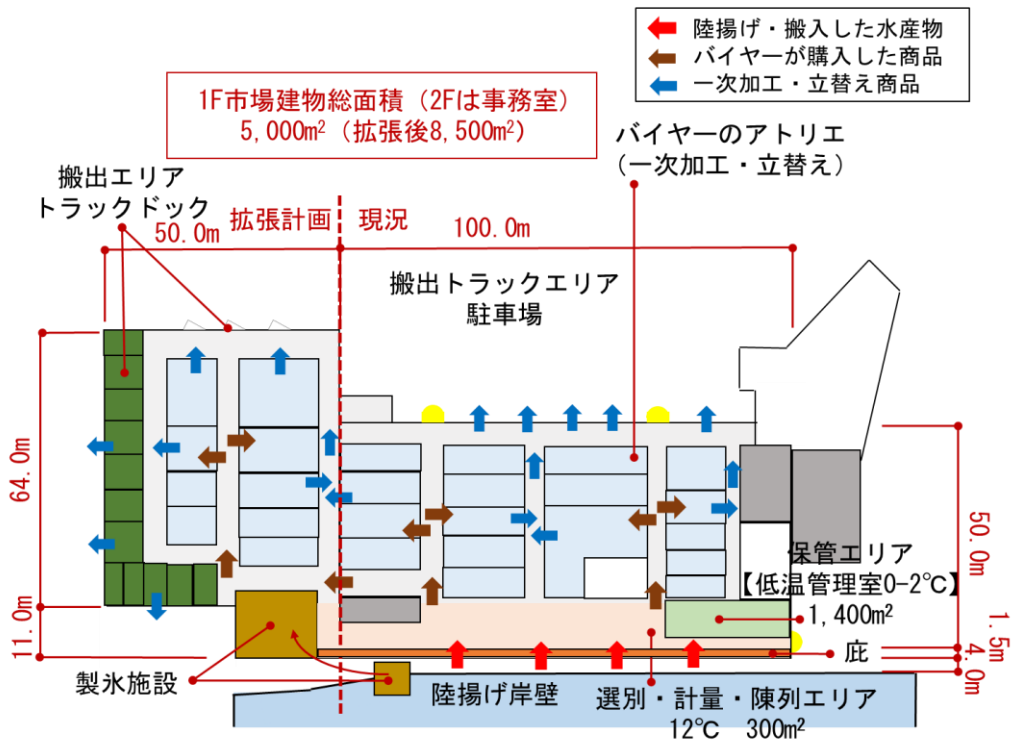 陸揚げ・搬入した水産物
バイヤーが購入した商品
一次加工・立替え商品
1F市場建物総面積（2Fは事務室）
5,000m²（拡張後8,500m²）
バイヤーのアトリエ
（一次加工・立替え）
搬出エリア
トラックドック
拡張計画
現況
50.0m
100.0m
搬出トラックエリア
駐車場
64.0m
50.0m
保管エリア
【低温管理室0-2℃】
1,400m²
11.0m
1.5m
4.0m
庇
製氷施設
陸揚げ岸壁
選別・計量・陳列エリア
12℃ 300m²